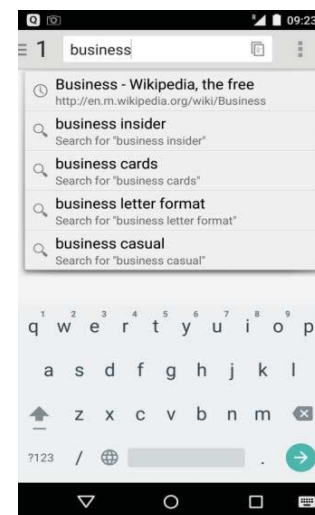 Q 09:23
1 business
Business - Wikipedia, the free
http://en.m.wikipedia.org/wiki/Business
business insider
Search for "business insider"
business cards
Search for "business cards"
business letter format
Search for "business letter format"
business casual
Search for "business casual"
1 2 3 4 5 6 7 8 9
q w e r t y u i o p
a s d f g h j k l
z x c v b n m
?123 / .